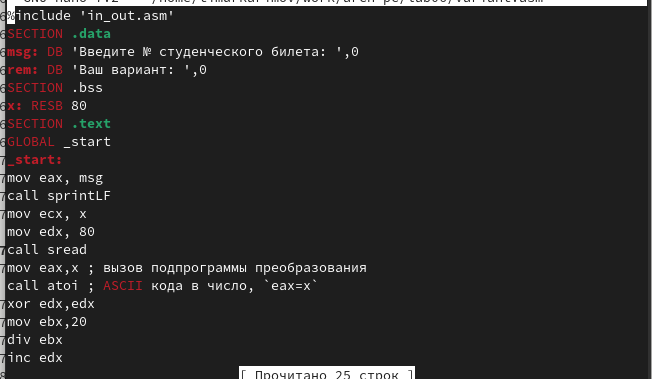 %include 'in_out.asm'
SECTION .data
msg: DB 'Введите № студенческого билета: ',0
rem: DB 'Ваш вариант: ',0
SECTION .bss
x: RESB 80
SECTION .text
GLOBAL _start
_start:
mov eax, msg
call sprintLF
mov ecx, x
mov edx, 80
call sread
mov eax,x ; вызов подпрограммы преобразования
call atoi ; ASCII кода в число, `eax=x`
xor edx,edx
mov ebx,20
div ebx
inc edx
[ Прочитано 25 строк ]